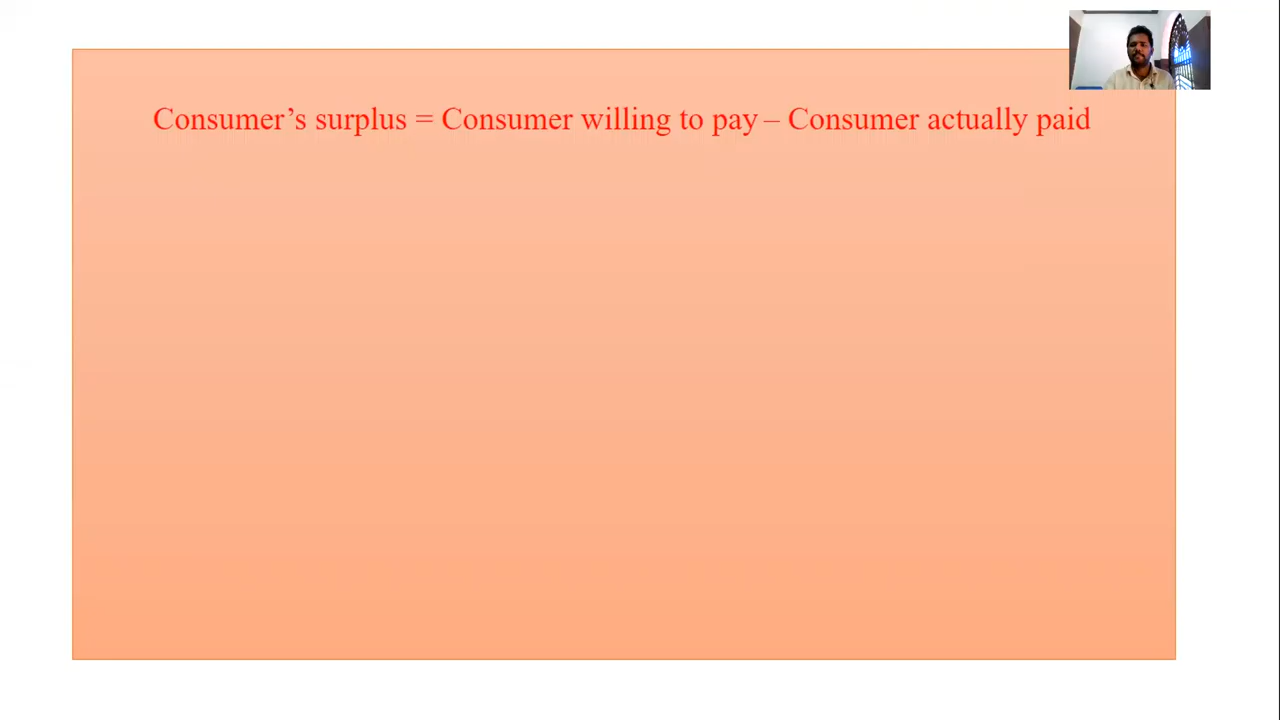 Consumer’s surplus = Consumer willing to pay – Consumer actually paid